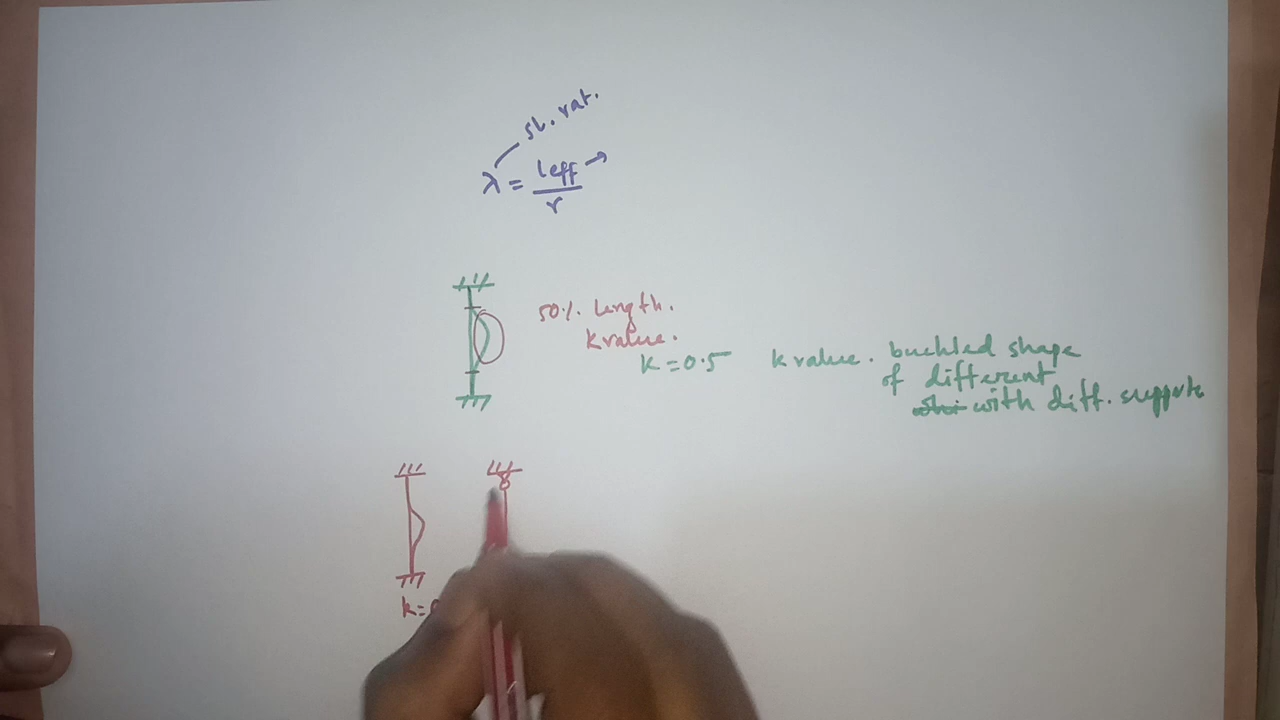 sl. rat.
λ = leff →
r
50% length.
k value.
k = 0.5
k value. buckled shape
of different
with diff. supports
k =